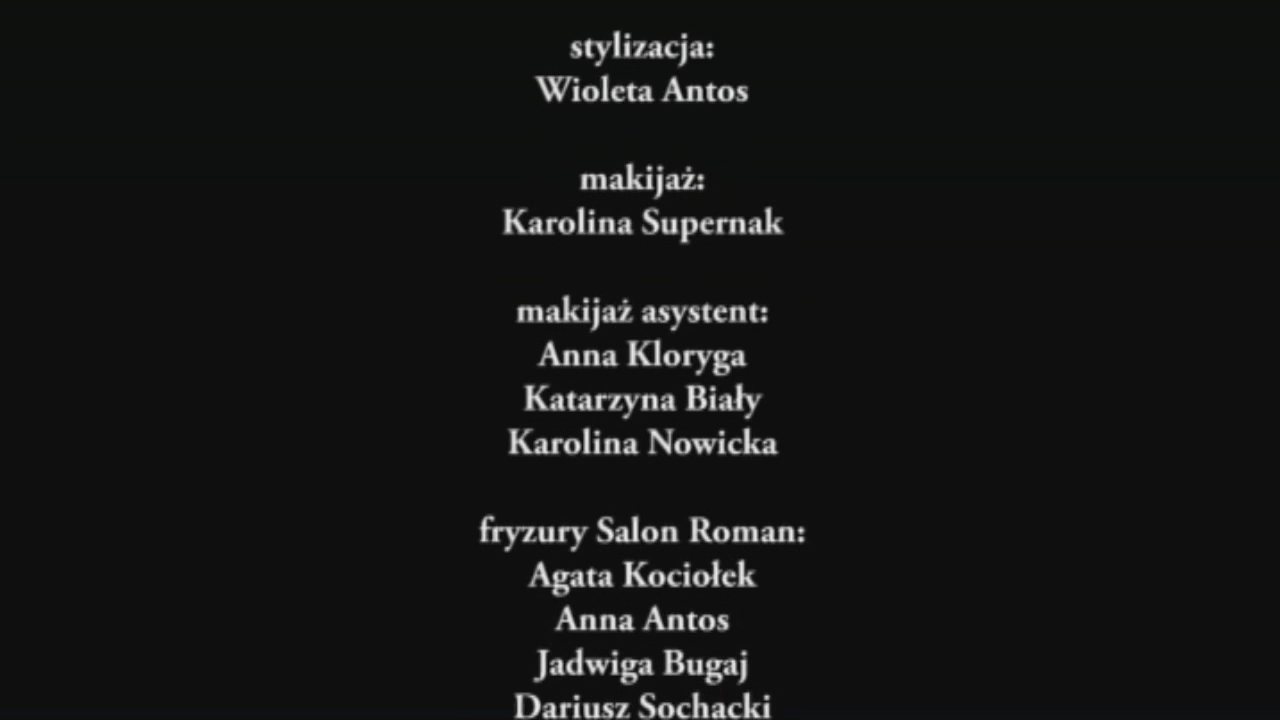 stylizacja:
Wioleta Antos
makijaż:
Karolina Supernak
makijaż asystent:
Anna Kloryga
Katarzyna Biały
Karolina Nowicka
fryzury Salon Roman:
Agata Kociołek
Anna Antos
Jadwiga Bugaj
Dariusz Sochacki